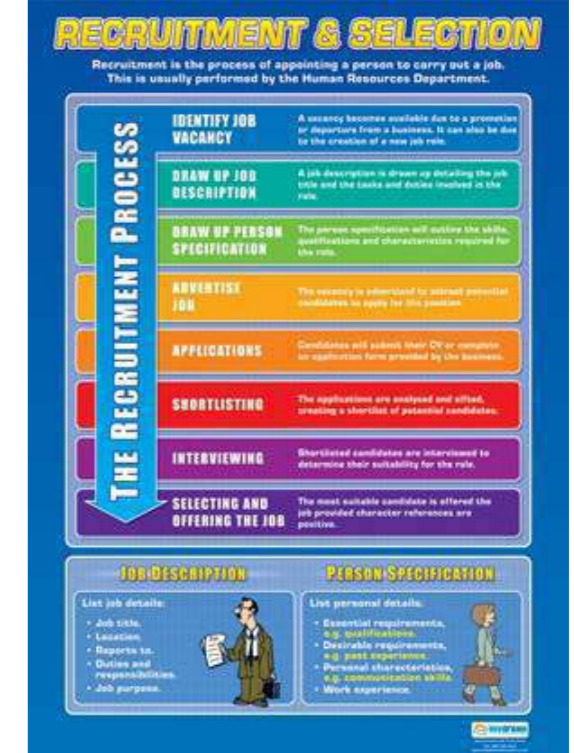 RECRUITMENT & SELECTION
Recruitment is the process of appointing a person to carry out a job.
This is usually performed by the Human Resources Department.
THE RECRUITMENT PROCESS
IDENTIFY JOB
VACANCY
A vacancy becomes available due to a promotion
or departure from a business. It can also be due
to the creation of a new job role.
DRAW UP JOB
DESCRIPTION
A job description is drawn up detailing the job
title and the tasks and duties involved in the
role.
DRAW UP PERSON
SPECIFICATION
The person specification will outline the skills,
qualifications and characteristics required for
the role.
ADVERTISE
JOB
The vacancy is advertised to attract potential
candidates to apply for the position
APPLICATIONS
Candidates will submit their CV or complete
an application form provided by the business.
SHORTLISTING
The applications are analysed and sifted,
creating a shortlist of potential candidates.
INTERVIEWING
Shortlisted candidates are interviewed to
determine their suitability for the role.
SELECTING AND
OFFERING THE JOB
The most suitable candidate is offered the
job provided character references are
positive.
JOB DESCRIPTION
List job details:
• Job title.
• Location.
• Reports to.
• Duties and
responsibilities.
• Job purpose.
PERSON SPECIFICATION
List personal details.
• Essential requirements,
e.g. qualifications.
• Desirable requirements,
e.g. past experience.
• Personal characteristics,
e.g. communication skills
• Work experience.